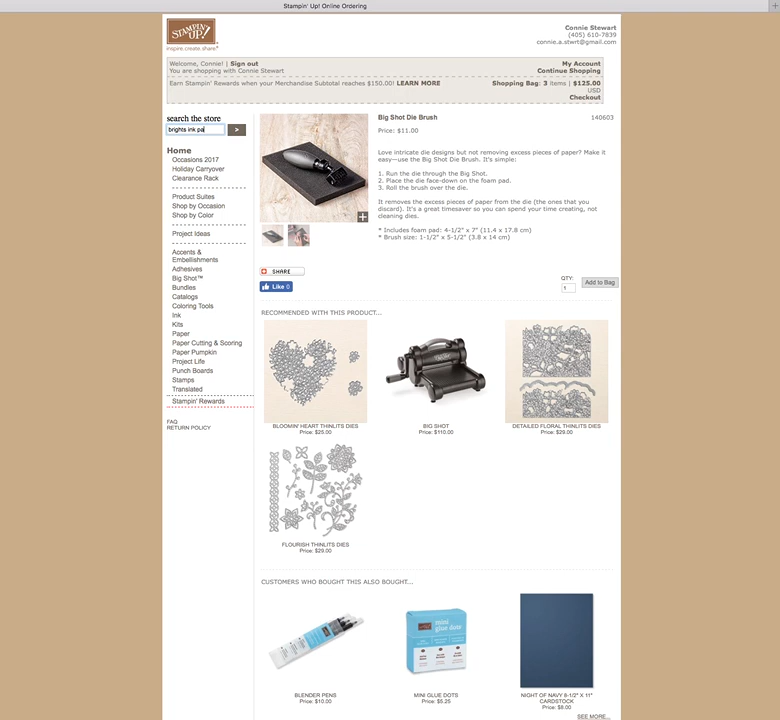 Stampin' Up! Online Ordering
STAMPIN' UP!
inspire.create.share
Connie Stewart
(405) 610-7839
connie.a.stwrt@gmail.com
Welcome, Connie! | Sign out
You are shopping with Connie Stewart
My Account
Continue Shopping
Earn Stampin' Rewards when your Merchandise Subtotal reaches $150.00! LEARN MORE
Shopping Bag: 3 items | $125.00
USD
Checkout
search the store
brights ink pa
>
Home
Occasions 2017
Holiday Carryover
Clearance Rack
Product Suites
Shop by Occasion
Shop by Color
Project Ideas
Accents &
Embellishments
Adhesives
Big Shot™
Bundles
Catalogs
Coloring Tools
Ink
Kits
Paper
Paper Cutting & Scoring
Paper Pumpkin
Project Life
Punch Boards
Stamps
Translated
Stampin' Rewards
FAQ
RETURN POLICY
Big Shot Die Brush
140603
Price: $11.00
Love intricate die designs but not removing excess pieces of paper? Make it
easy—use the Big Shot Die Brush. It's simple:
1. Run the die through the Big Shot.
2. Place the die face-down on the foam pad.
3. Roll the brush over the die.
It removes the excess pieces of paper from the die (the ones that you
discard). It's a great timesaver so you can spend your time creating, not
cleaning dies.
* Includes foam pad: 4-1/2" x 7" (11.4 x 17.8 cm)
* Brush size: 1-1/2" x 5-1/2" (3.8 x 14 cm)
SHARE
Like 0
QTY:
1
Add to Bag
RECOMMENDED WITH THIS PRODUCT...
BLOOMIN' HEART THINLITS DIES
Price: $25.00
BIG SHOT
Price: $110.00
DETAILED FLORAL THINLITS DIES
Price: $29.00
FLOURISH THINLITS DIES
Price: $29.00
CUSTOMERS WHO BOUGHT THIS ALSO BOUGHT...
mini
glue dots
BLENDER PENS
Price: $10.00
MINI GLUE DOTS
Price: $5.25
NIGHT OF NAVY 8-1/2" X 11"
CARDSTOCK
Price: $8.00
SEE MORE...